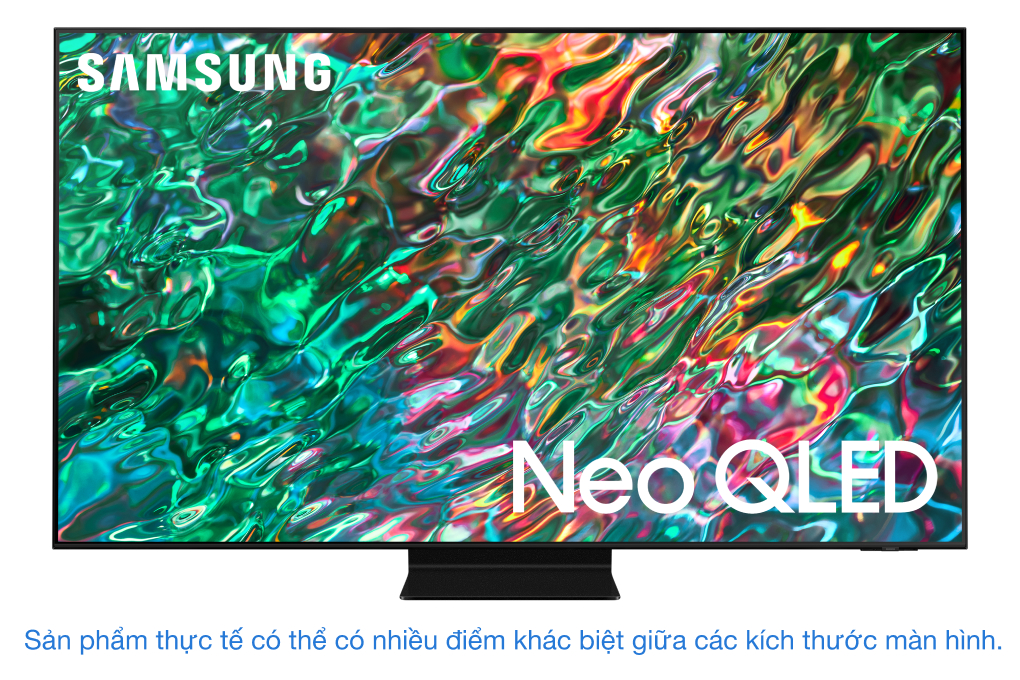 SAMSUNG
Neo QLED
Sản phẩm thực tế có thể có nhiều điểm khác biệt giữa các kích thước màn hình.